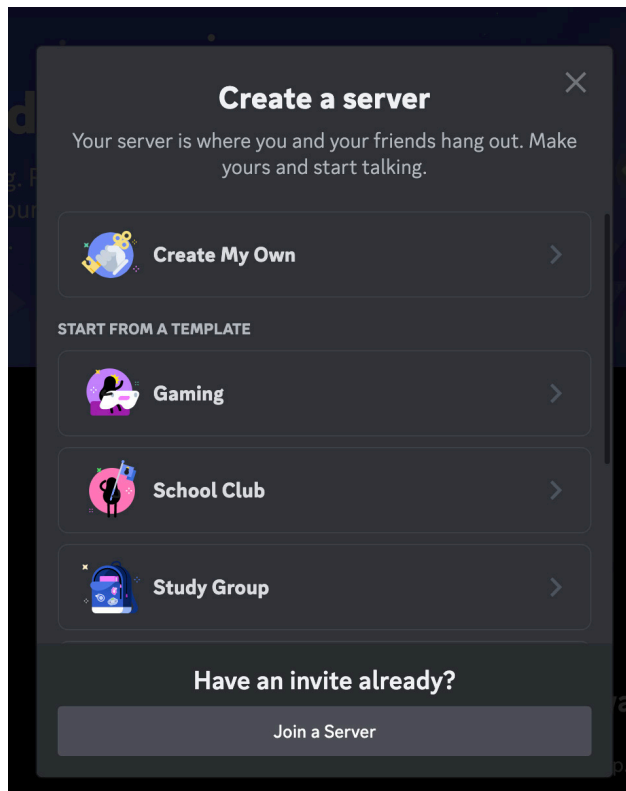 Create a server
Your server is where you and your friends hang out. Make
yours and start talking.
Create My Own
START FROM A TEMPLATE
Gaming
School Club
Study Group
Have an invite already?
Join a Server